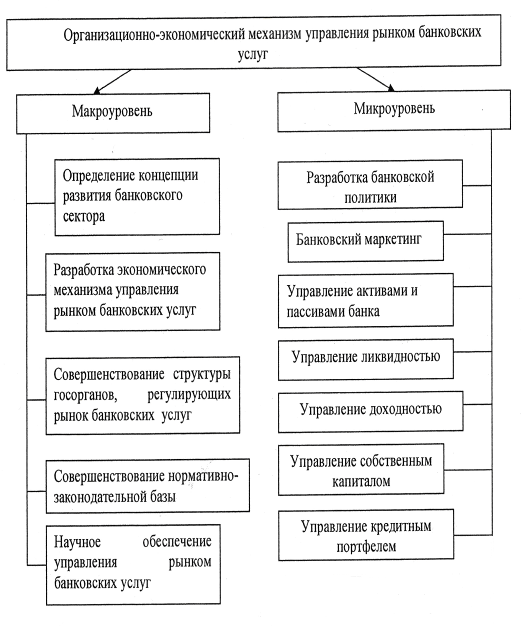 Организационно-экономический механизм управления рынком банковских
услуг
Макроуровень
Определение концепции
развития банковского
сектора
Разработка экономического
механизма управления
рынком банковских услуг
Совершенствование структуры
госорганов, регулирующих
рынок банковских услуг
Совершенствование нормативно-
законодательной базы
Научное обеспечение
управления рынком
банковских услуг
Микроуровень
Разработка банковской
политики
Банковский маркетинг
Управление активами и
пассивами банка
Управление ликвидностью
Управление доходностью
Управление собственным
капиталом
Управление кредитным
портфелем